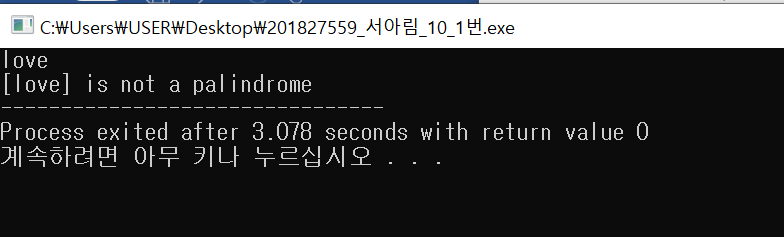 C:₩Users₩USER₩Desktop₩201827559_서아림_10_1번.exe
love
[love] is not a palindrome
--------------------------------
Process exited after 3.078 seconds with return value 0
계속하려면 아무 키나 누르십시오 . . .